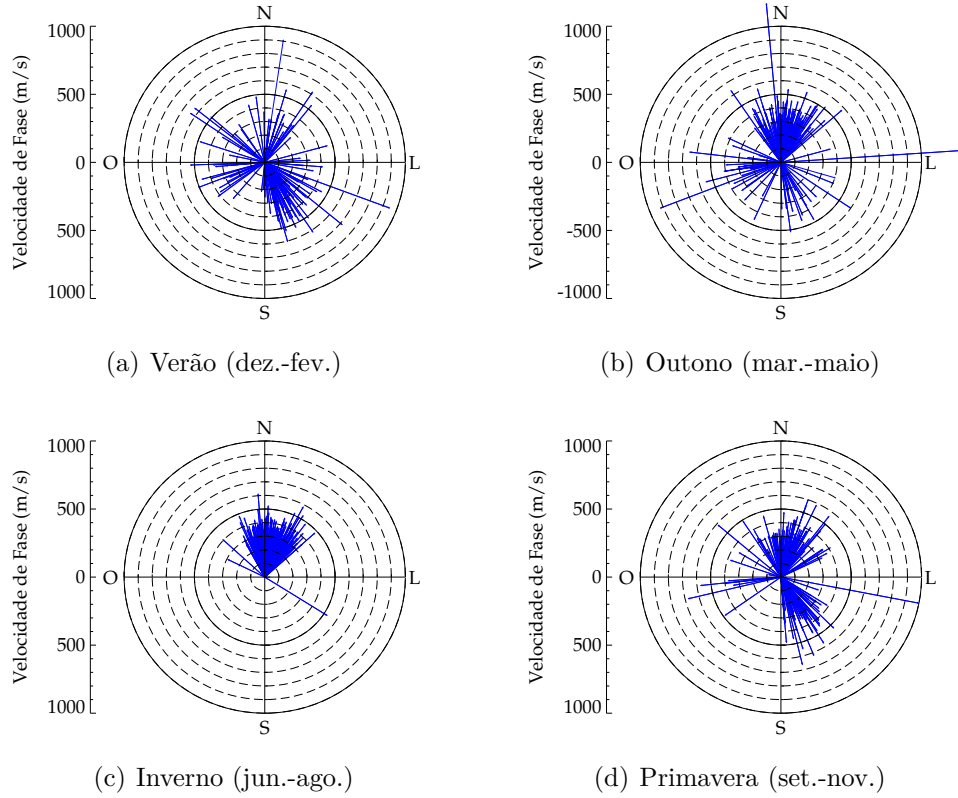 N
1000
500
0
500
1000
Velocidade de Fase (m/s)
O
L
S
(a) Verão (dez.-fev.)
N
1000
500
0
-500
-1000
Velocidade de Fase (m/s)
O
L
S
(b) Outono (mar.-maio)
N
1000
500
0
500
1000
Velocidade de Fase (m/s)
O
L
S
(c) Inverno (jun.-ago.)
N
1000
500
0
500
1000
Velocidade de Fase (m/s)
O
L
S
(d) Primavera (set.-nov.)